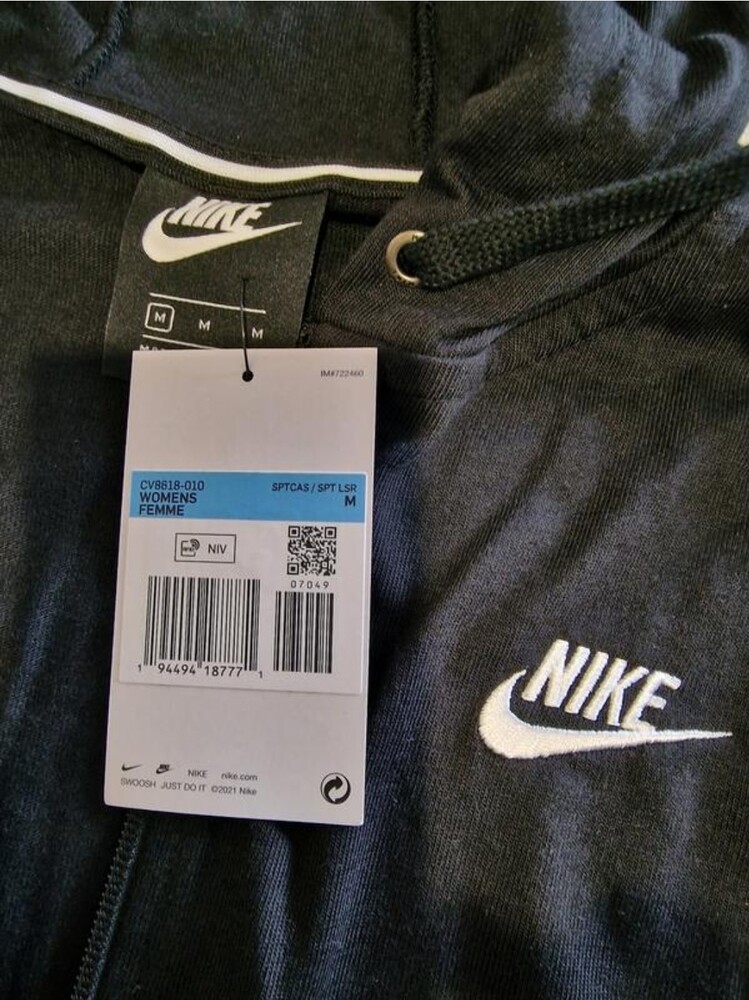 NIKE
M M M
IM#722460
CV8618-010 SPTCAS / SPT LSR
WOMENS M
FEMME
RFID NIV
07049
1 94494 18777 1
NIKE nike.com
SWOOSH JUST DO IT ©2021 Nike
NIKE